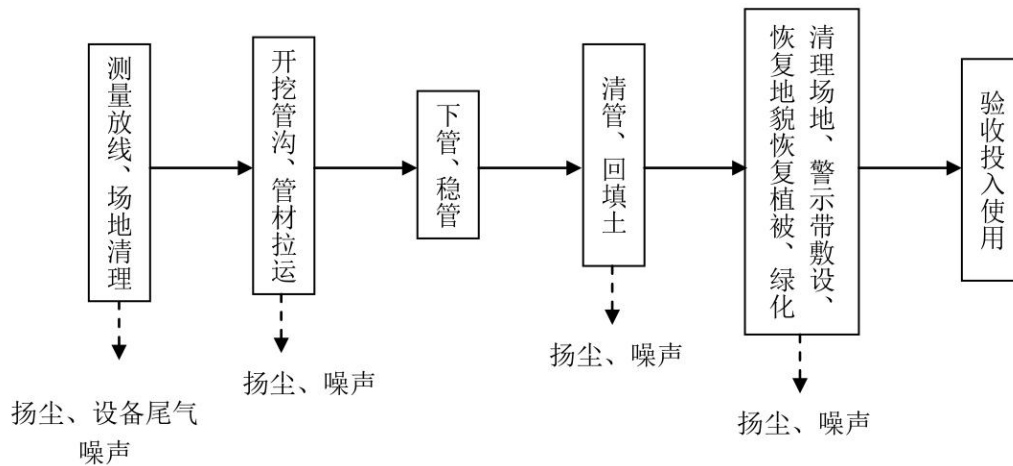 测量放线、场地清理
开挖管沟、管材拉运
下管、稳管
清管、回填土
清理场地、警示带敷设、
恢复地貌恢复植被、绿化
验收投入使用
扬尘、设备尾气
噪声
扬尘、噪声
扬尘、噪声
扬尘、噪声